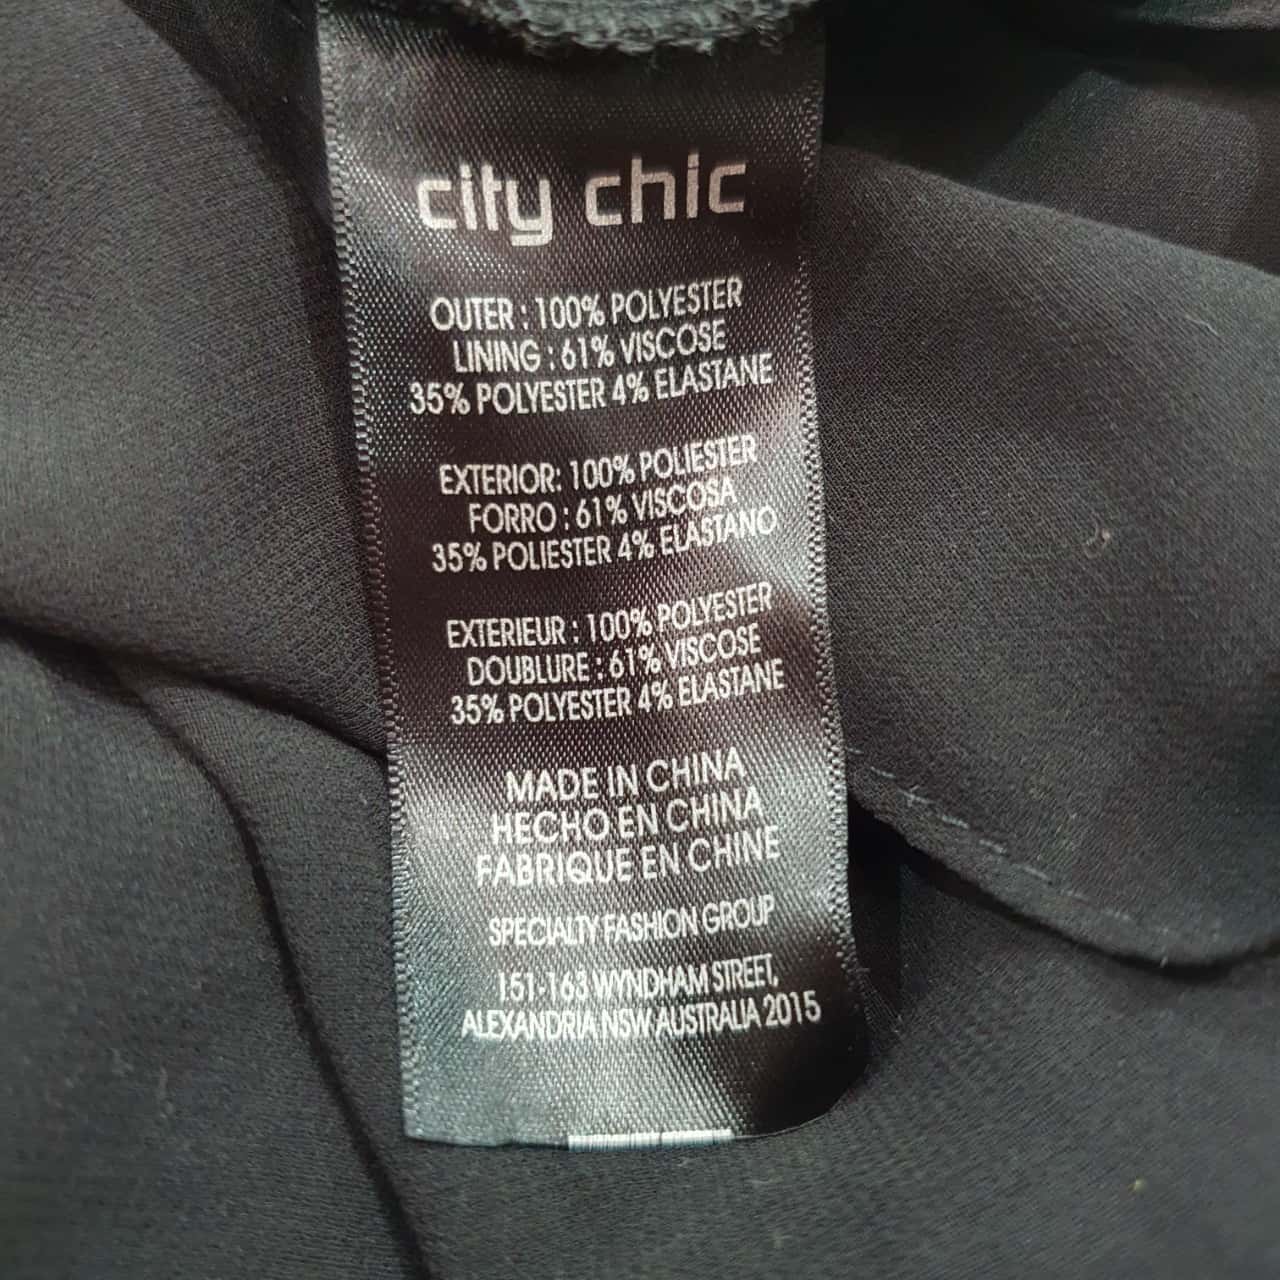 city chic
OUTER : 100% POLYESTER
LINING : 61% VISCOSE
35% POLYESTER 4% ELASTANE
EXTERIOR: 100% POLIESTER
FORRO : 61% VISCOSA
35% POLIESTER 4% ELASTANO
EXTERIEUR : 100% POLYESTER
DOUBLURE : 61% VISCOSE
35% POLYESTER 4% ELASTANE
MADE IN CHINA
HECHO EN CHINA
FABRIQUE EN CHINE
SPECIALTY FASHION GROUP
151-163 WYNDHAM STREET,
ALEXANDRIA NSW AUSTRALIA 2015